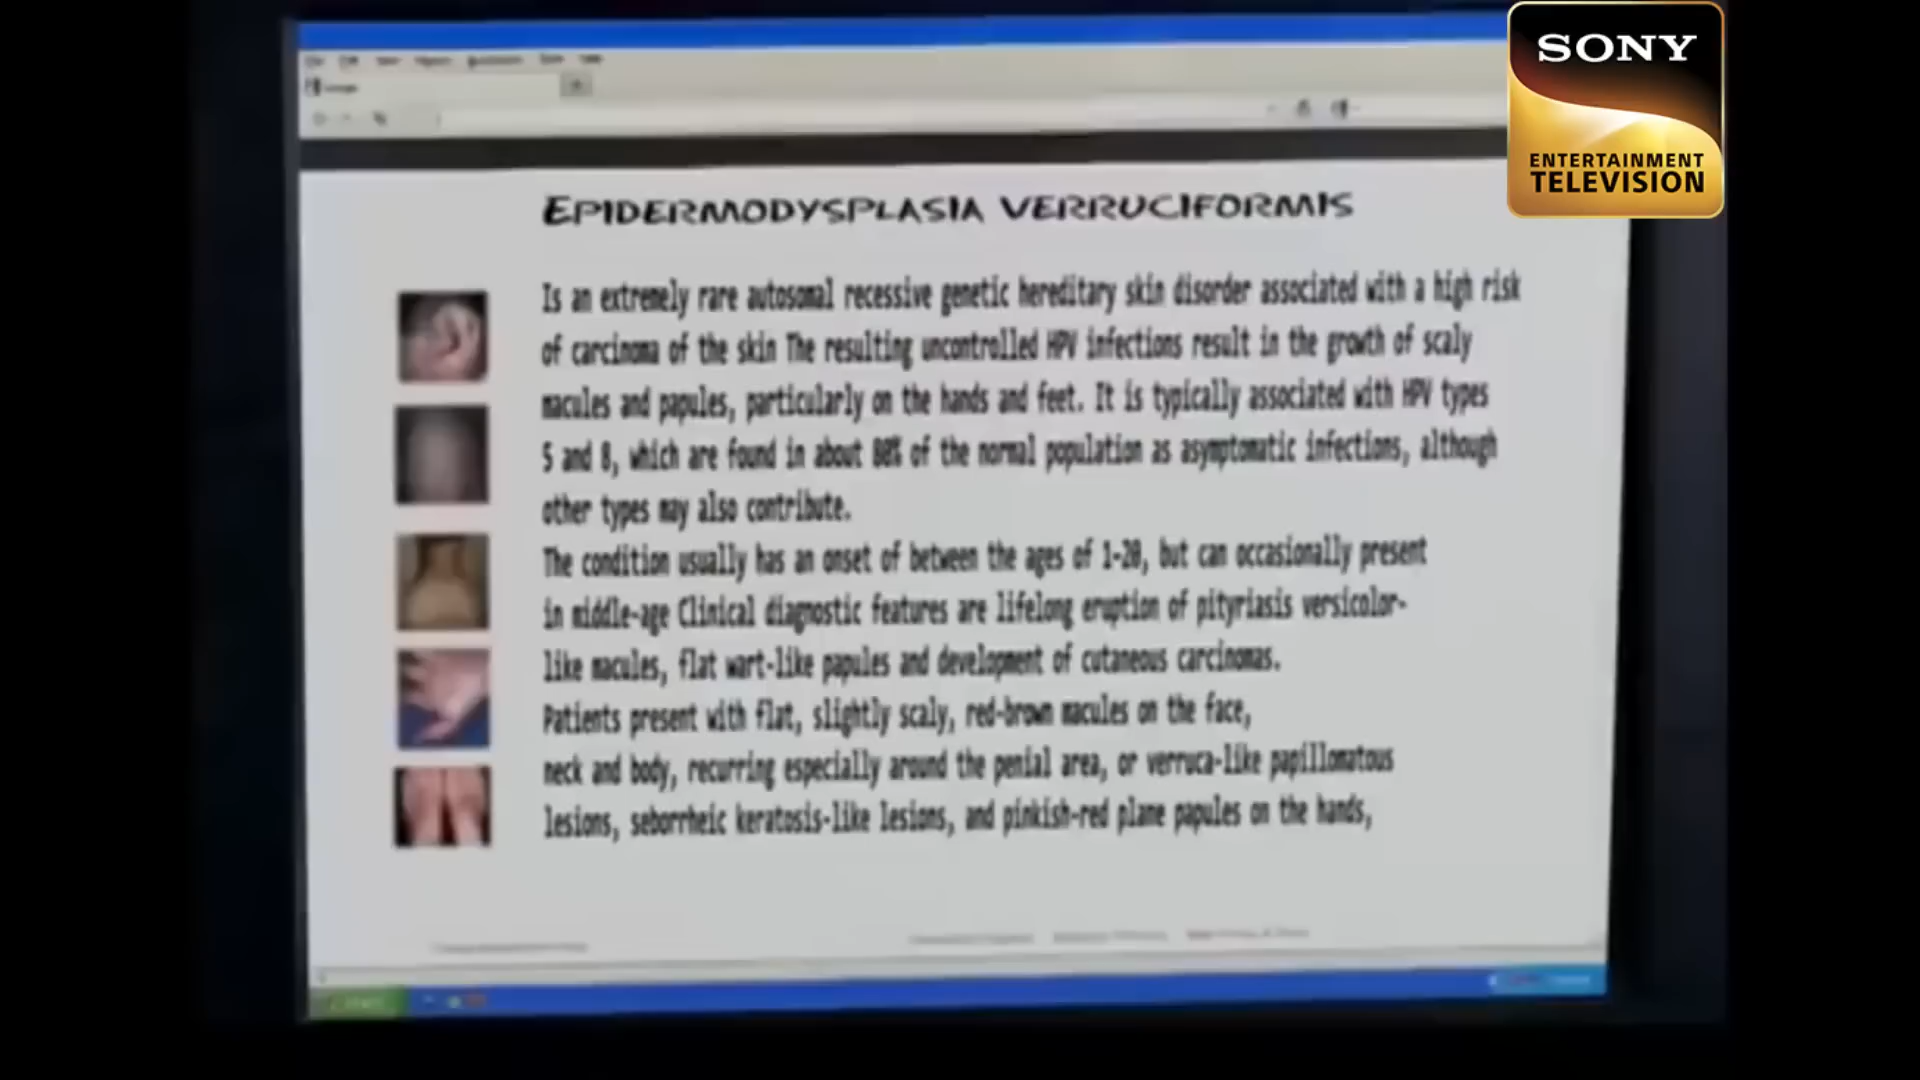 SONY
ENTERTAINMENT
TELEVISION
EPIDERMODYSPLASIA VERRUCIFORMIS
Is an extremely rare autosomal recessive genetic hereditary skin disorder associated with a high risk
of carcinoma of the skin The resulting uncontrolled HPV infections result in the growth of scaly
macules and papules, particularly on the hands and feet. It is typically associated with HPV types
5 and 8, which are found in about 80% of the normal population as asymptomatic infections, although
other types may also contribute.
The condition usually has an onset of between the ages of 1-20, but can occasionally present
in middle-age Clinical diagnostic features are lifelong eruption of pityriasis versicolor-
like macules, flat wart-like papules and development of cutaneous carcinomas.
Patients present with flat, slightly scaly, red-brown macules on the face,
neck and body, recurring especially around the penial area, or verruca-like papillomatous
lesions, seborrheic keratosis-like lesions, and pinkish-red plane papules on the hands,